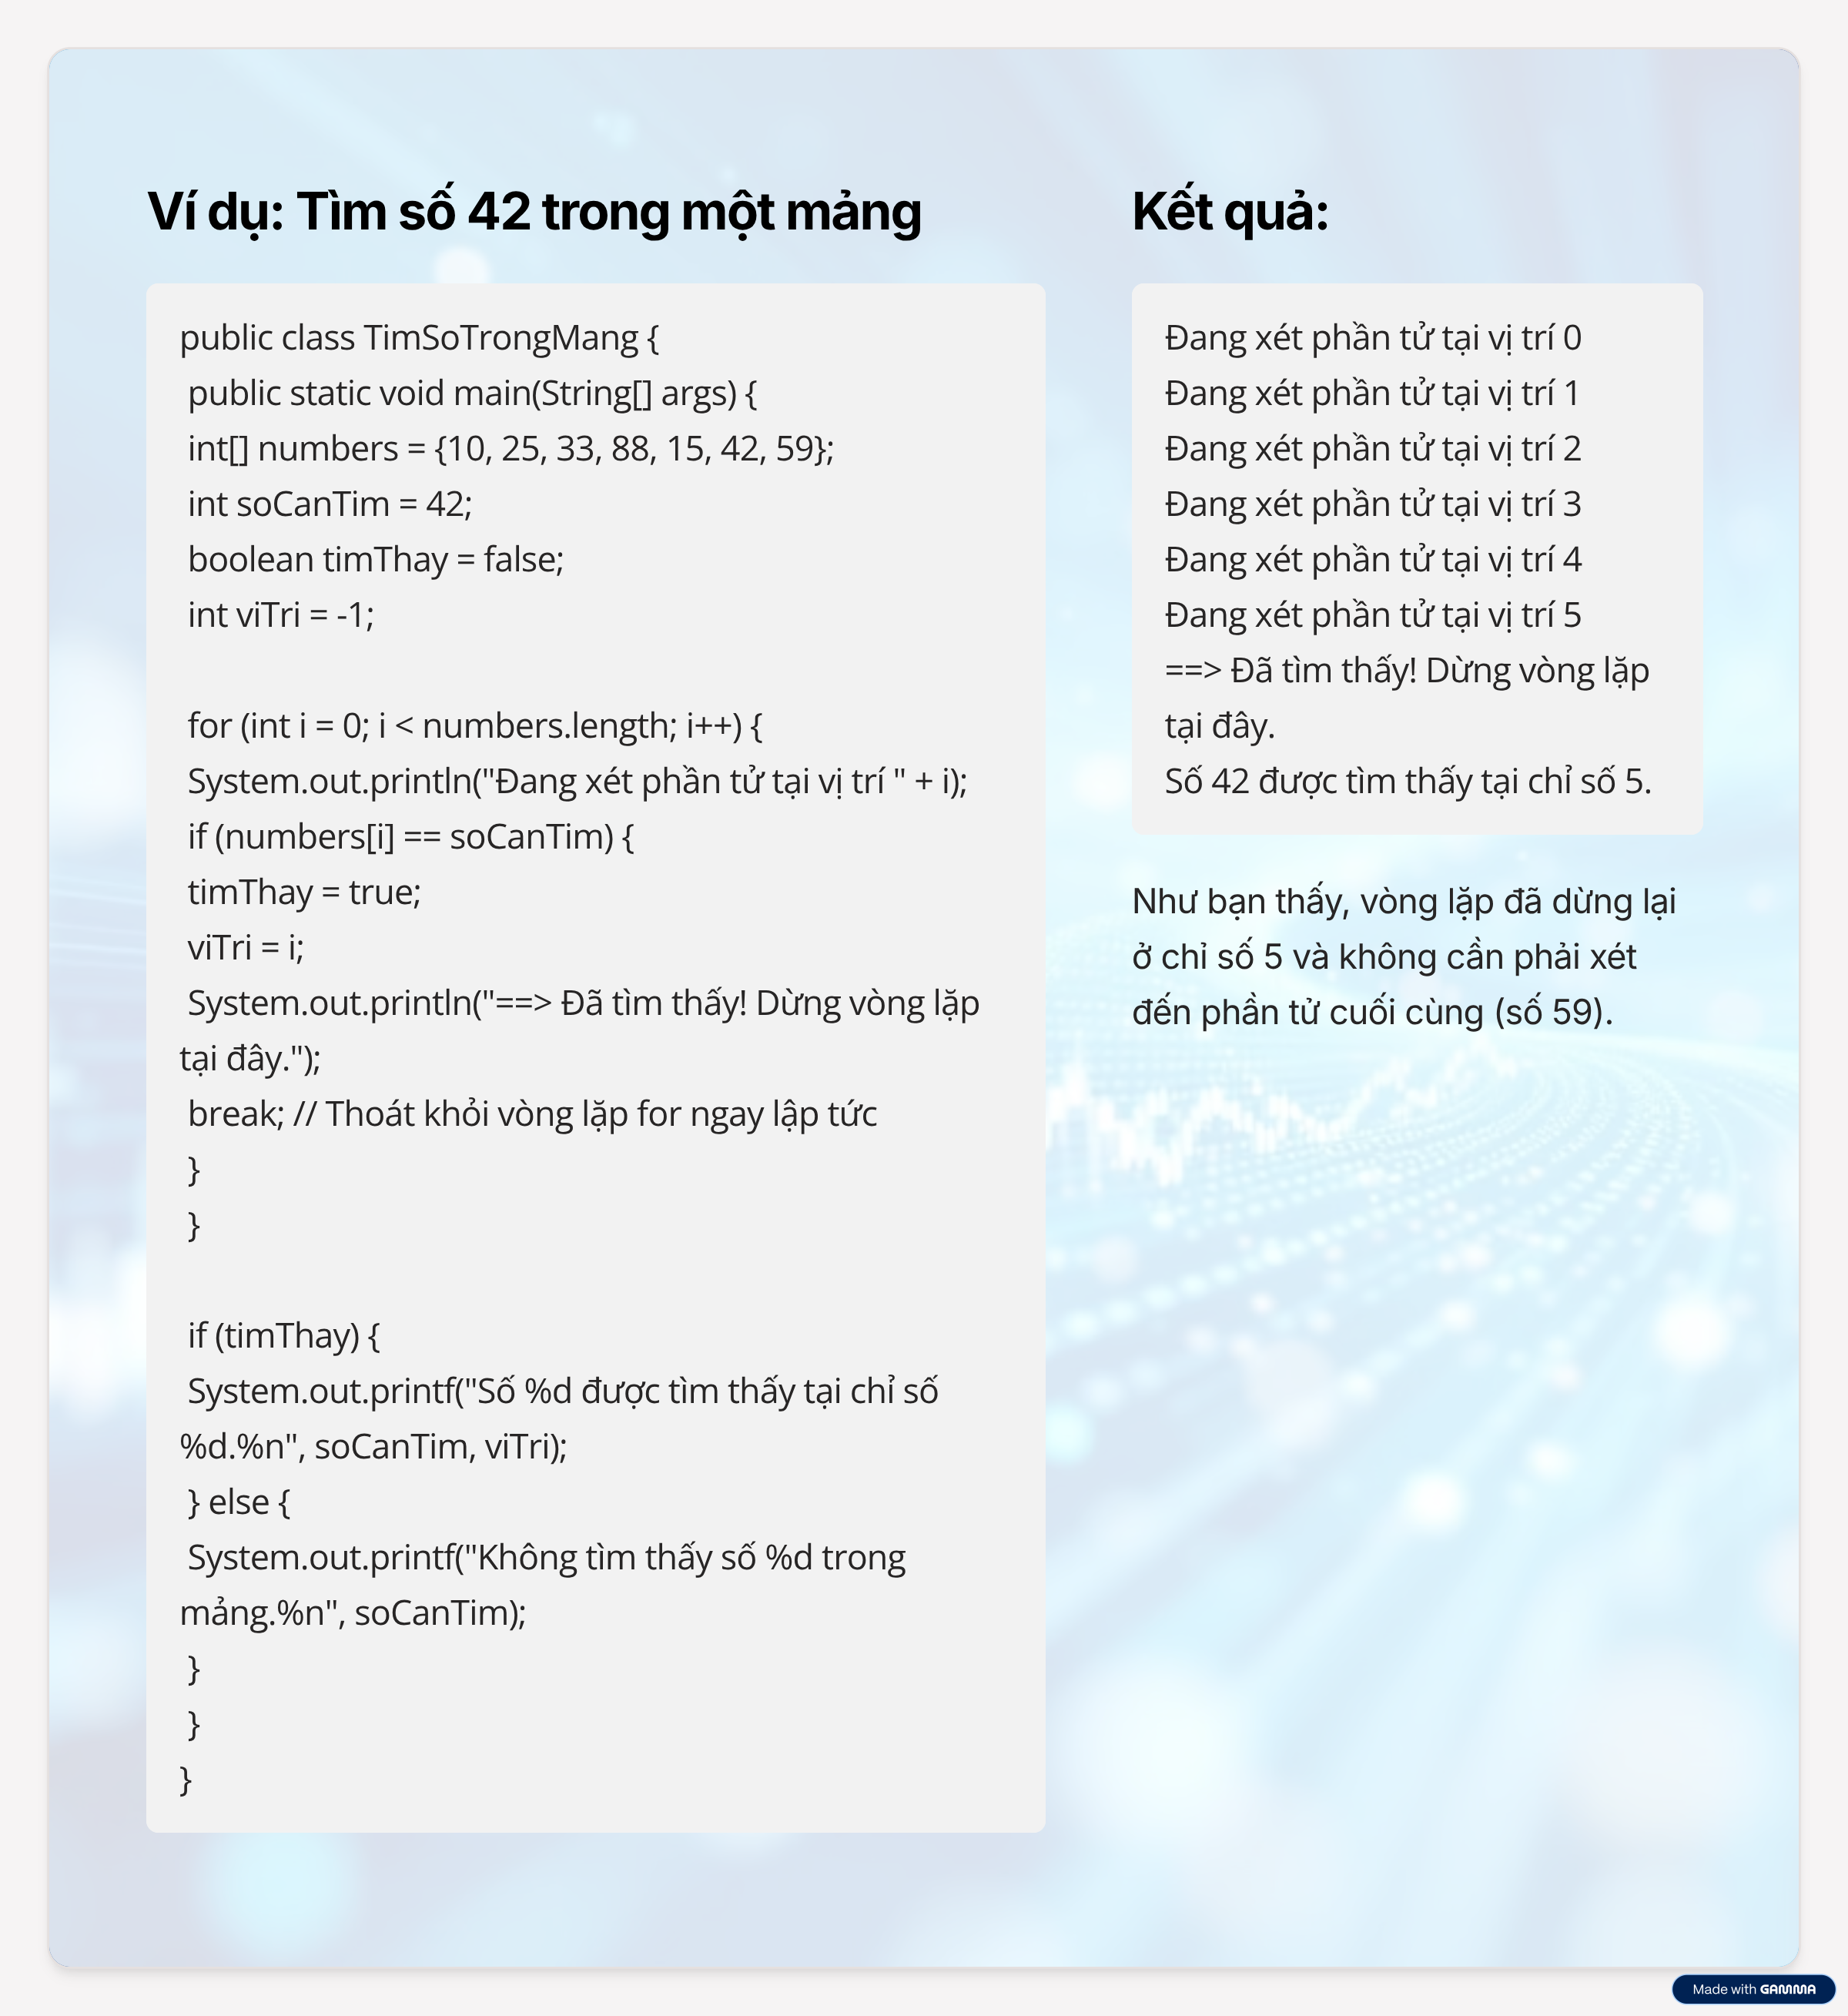 Ví dụ: Tìm số 42 trong một mảng
public class TimSoTrongMang {
public static void main(String[] args) {
int[] numbers = {10, 25, 33, 88, 15, 42, 59};
int soCanTim = 42;
boolean timThay = false;
int viTri = -1;
for (int i = 0; i < numbers.length; i++) {
System.out.println("Đang xét phần tử tại vị trí " + i);
if (numbers[i] == soCanTim) {
timThay = true;
viTri = i;
System.out.println("==> Đã tìm thấy! Dừng vòng lặp
tại đây.");
break; // Thoát khỏi vòng lặp for ngay lập tức
}
}
if (timThay) {
System.out.printf("Số %d được tìm thấy tại chỉ số
%d.%n", soCanTim, viTri);
} else {
System.out.printf("Không tìm thấy số %d trong
mảng.%n", soCanTim);
}
}
}
Kết quả:
Đang xét phần tử tại vị trí 0
Đang xét phần tử tại vị trí 1
Đang xét phần tử tại vị trí 2
Đang xét phần tử tại vị trí 3
Đang xét phần tử tại vị trí 4
Đang xét phần tử tại vị trí 5
==> Đã tìm thấy! Dừng vòng lặp
tại đây.
Số 42 được tìm thấy tại chỉ số 5.
Như bạn thấy, vòng lặp đã dừng lại
ở chỉ số 5 và không cần phải xét
đến phần tử cuối cùng (số 59).
Made with GAMMA